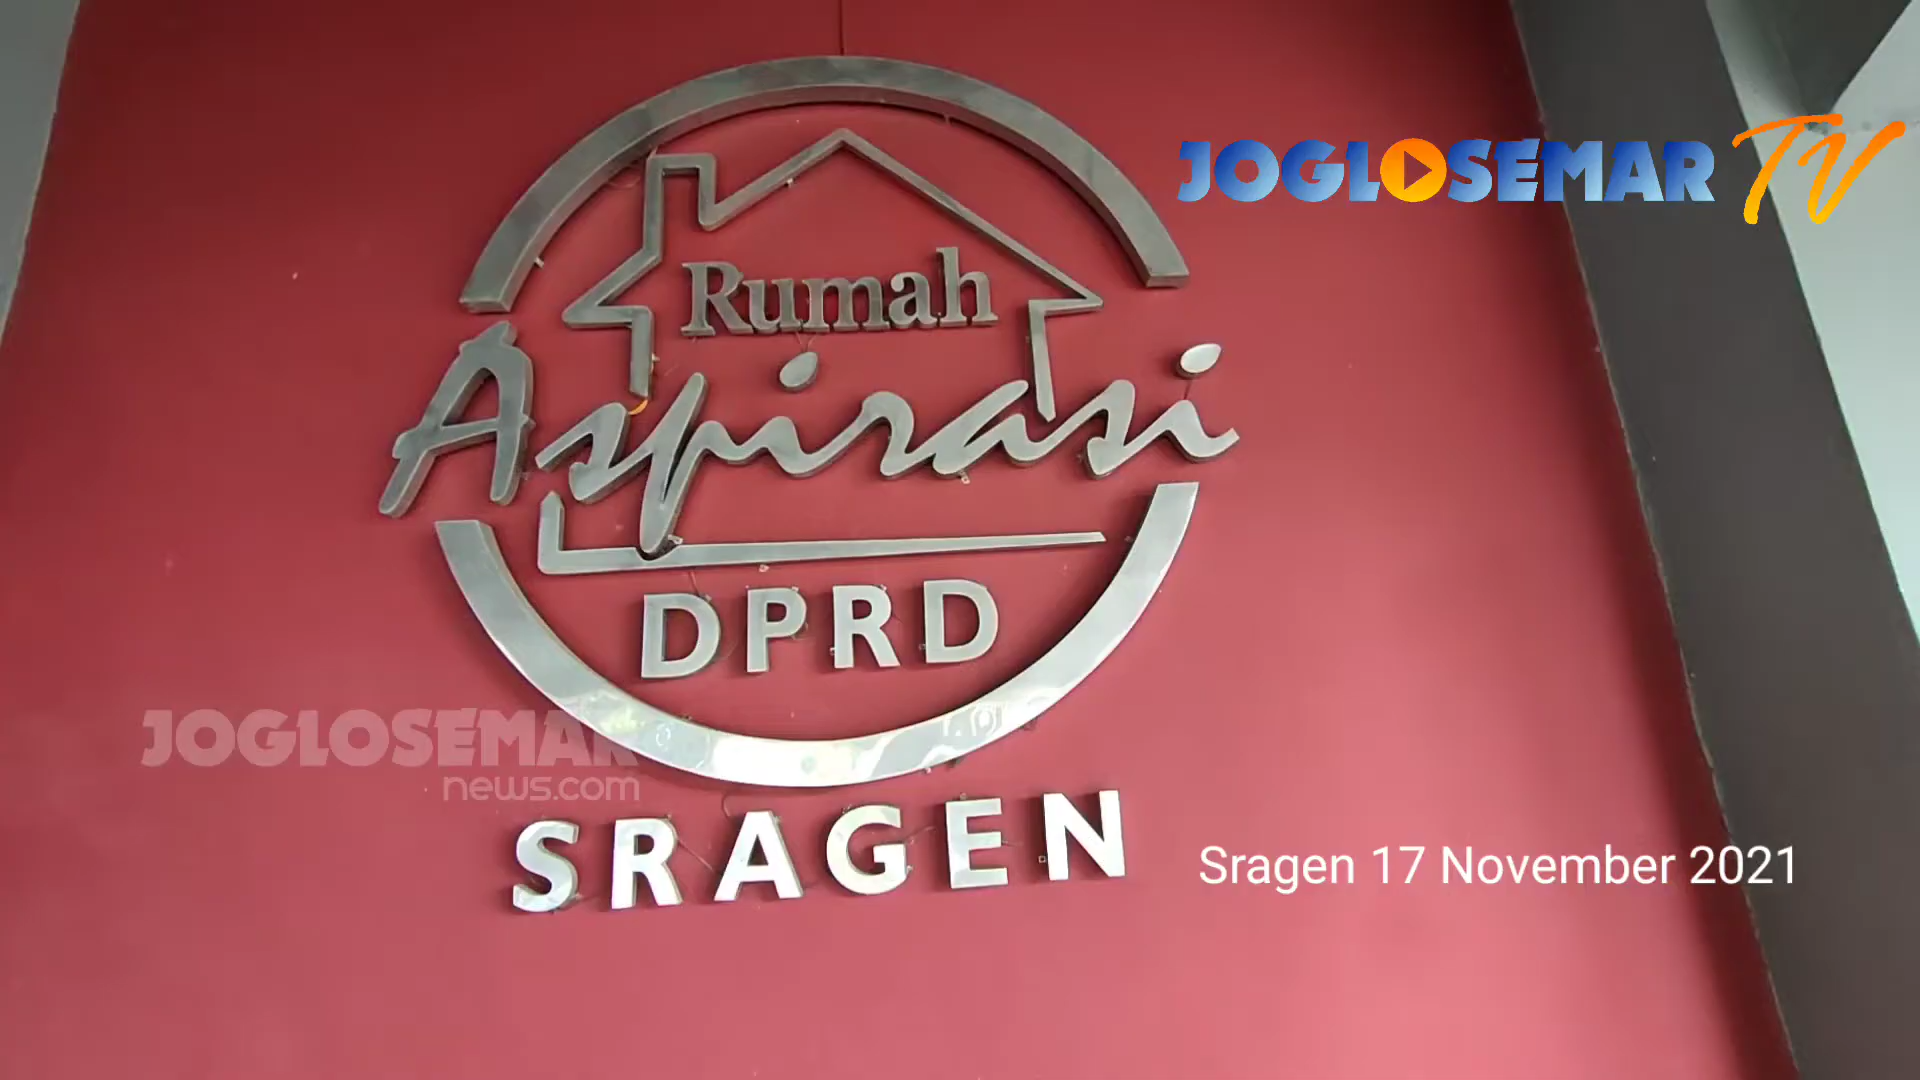 JOGLOSEMAR TV
Rumah
Aspirasi
DPRD
JOGLOSEMAR
news.com
SRAGEN
Sragen 17 November 2021